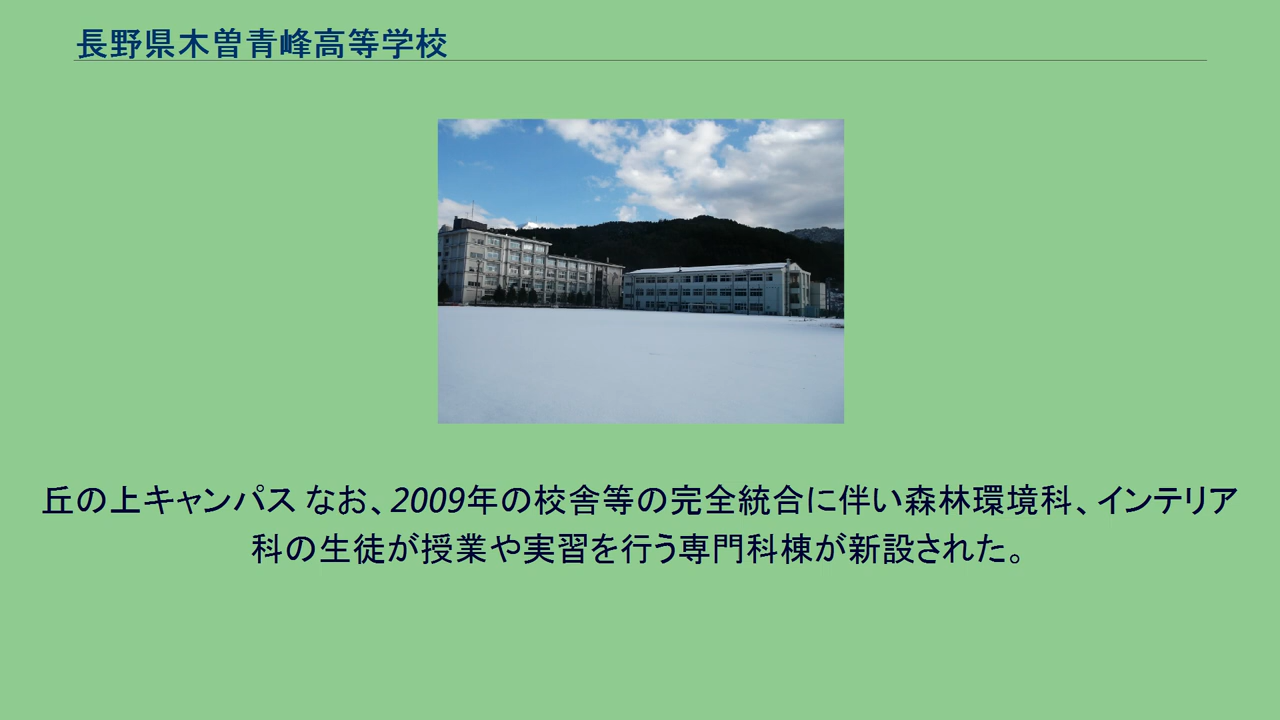 長野県木曽青峰高等学校
丘の上キャンパス なお、2009年の校舎等の完全統合に伴い森林環境科、インテリア
科の生徒が授業や実習を行う専門科棟が新設された。